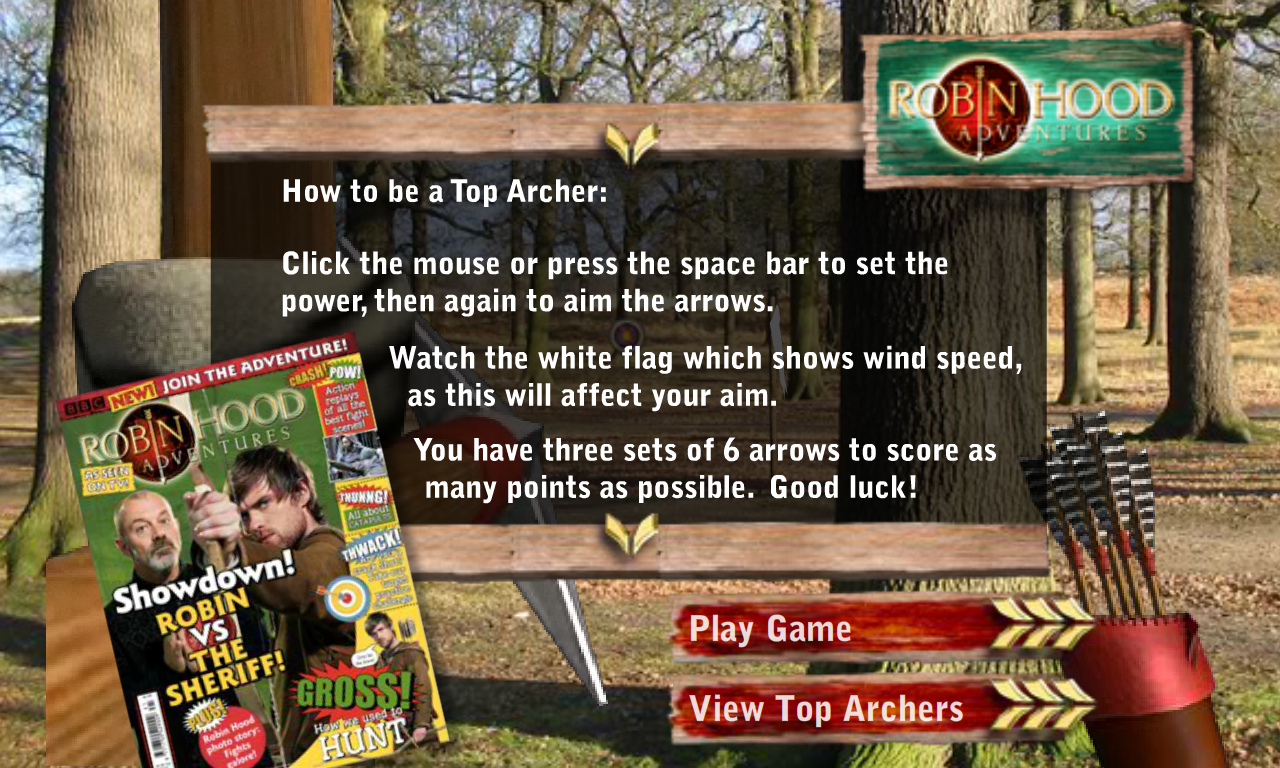 ROBIN HOOD
ADVENTURES
How to be a Top Archer:
Click the mouse or press the space bar to set the
power, then again to aim the arrows.
Watch the white flag which shows wind speed,
as this will affect your aim.
You have three sets of 6 arrows to score as
many points as possible. Good luck!
BBC NEW! JOIN THE ADVENTURE!
ROBIN HOOD
ADVENTURES
AS SEEN
ON TV!
CRASH! POW!
Action
replays
of all the
best fight
scenes!
THUNNG!
All about
CATAPULTS
THWACK!
Showdown!
ROBIN
VS
THE
SHERIFF!
PLUS!
Robin Hood
photo story:
Fights
galore!
GROSS!
How we used to
HUNT
Play Game
View Top Archers